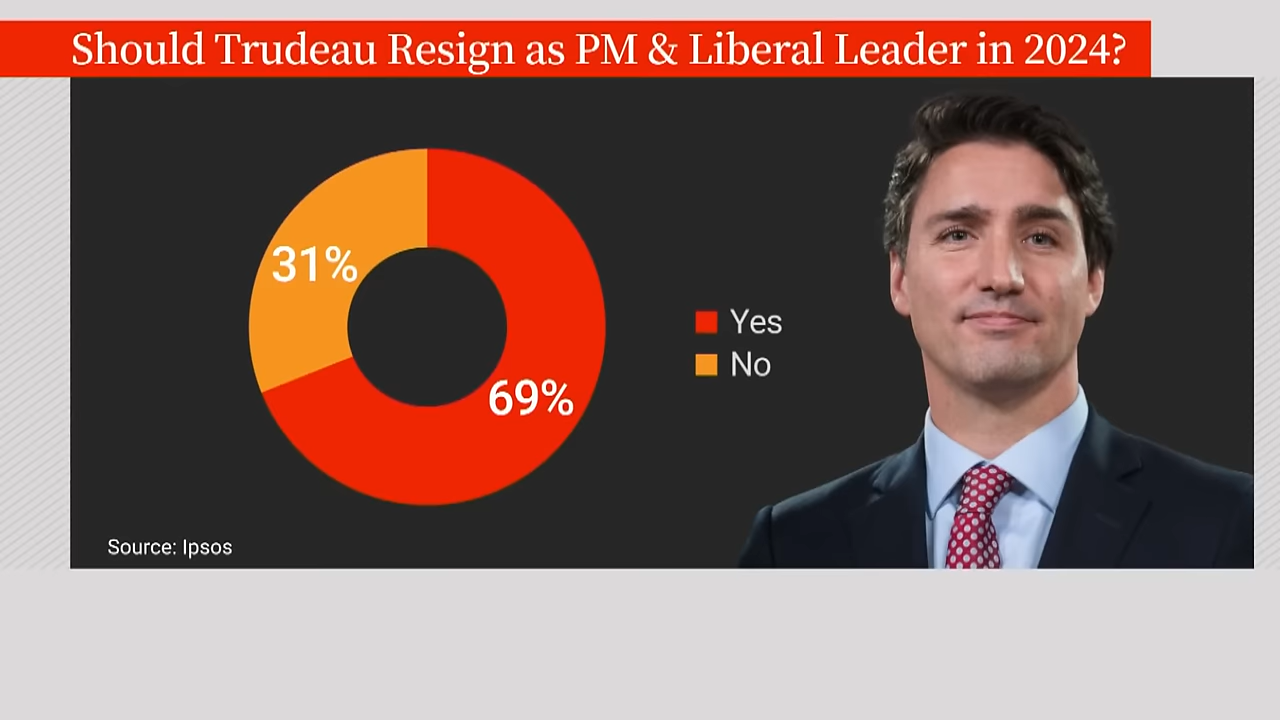 Should Trudeau Resign as PM & Liberal Leader in 2024?
31%
69%
Yes
No
Source: Ipsos